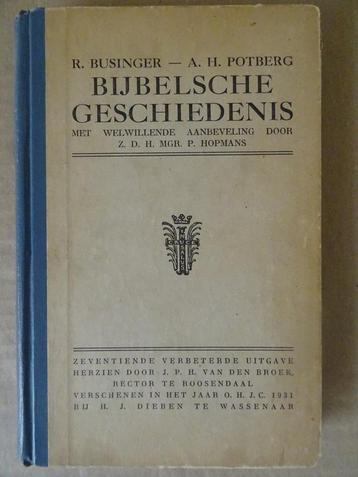 R. BUSINGER — A. H. POTBERG
BIJBELSCHE
GESCHIEDENIS
MET WELWILLENDE AANBEVELING DOOR
Z. D. H. MGR. P. HOPMANS
ZEVENTIENDE VERBETERDE UITGAVE
HERZIEN DOOR J. P. H. VAN DEN BROEK,
RECTOR TE ROOSENDAAL
VERSCHENEN IN HET JAAR O. H. J. C. 1931
BIJ H. J. DIEBEN TE WASSENAAR